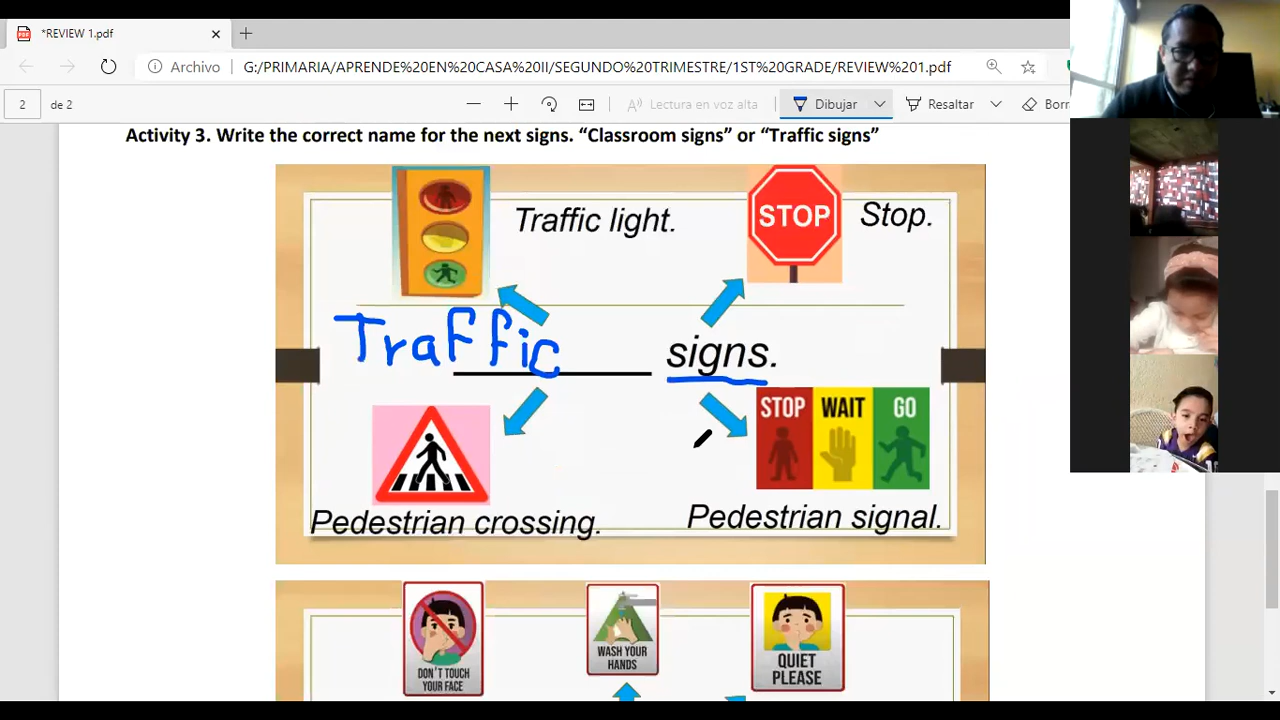 *REVIEW 1.pdf
Archivo G:/PRIMARIA/APRENDE%20EN%20CASA%20II/SEGUNDO%20TRIMESTRE/1ST%20GRADE/REVIEW%201.pdf
2 de 2 Lectura en voz alta Dibujar Resaltar Borr
Activity 3. Write the correct name for the next signs. “Classroom signs” or “Traffic signs”
Traffic light.
STOP
Stop.
Traffic signs.
STOP WAIT GO
Pedestrian crossing.
Pedestrian signal.
DON'T TOUCH
YOUR FACE
WASH YOUR
HANDS
QUIET
PLEASE